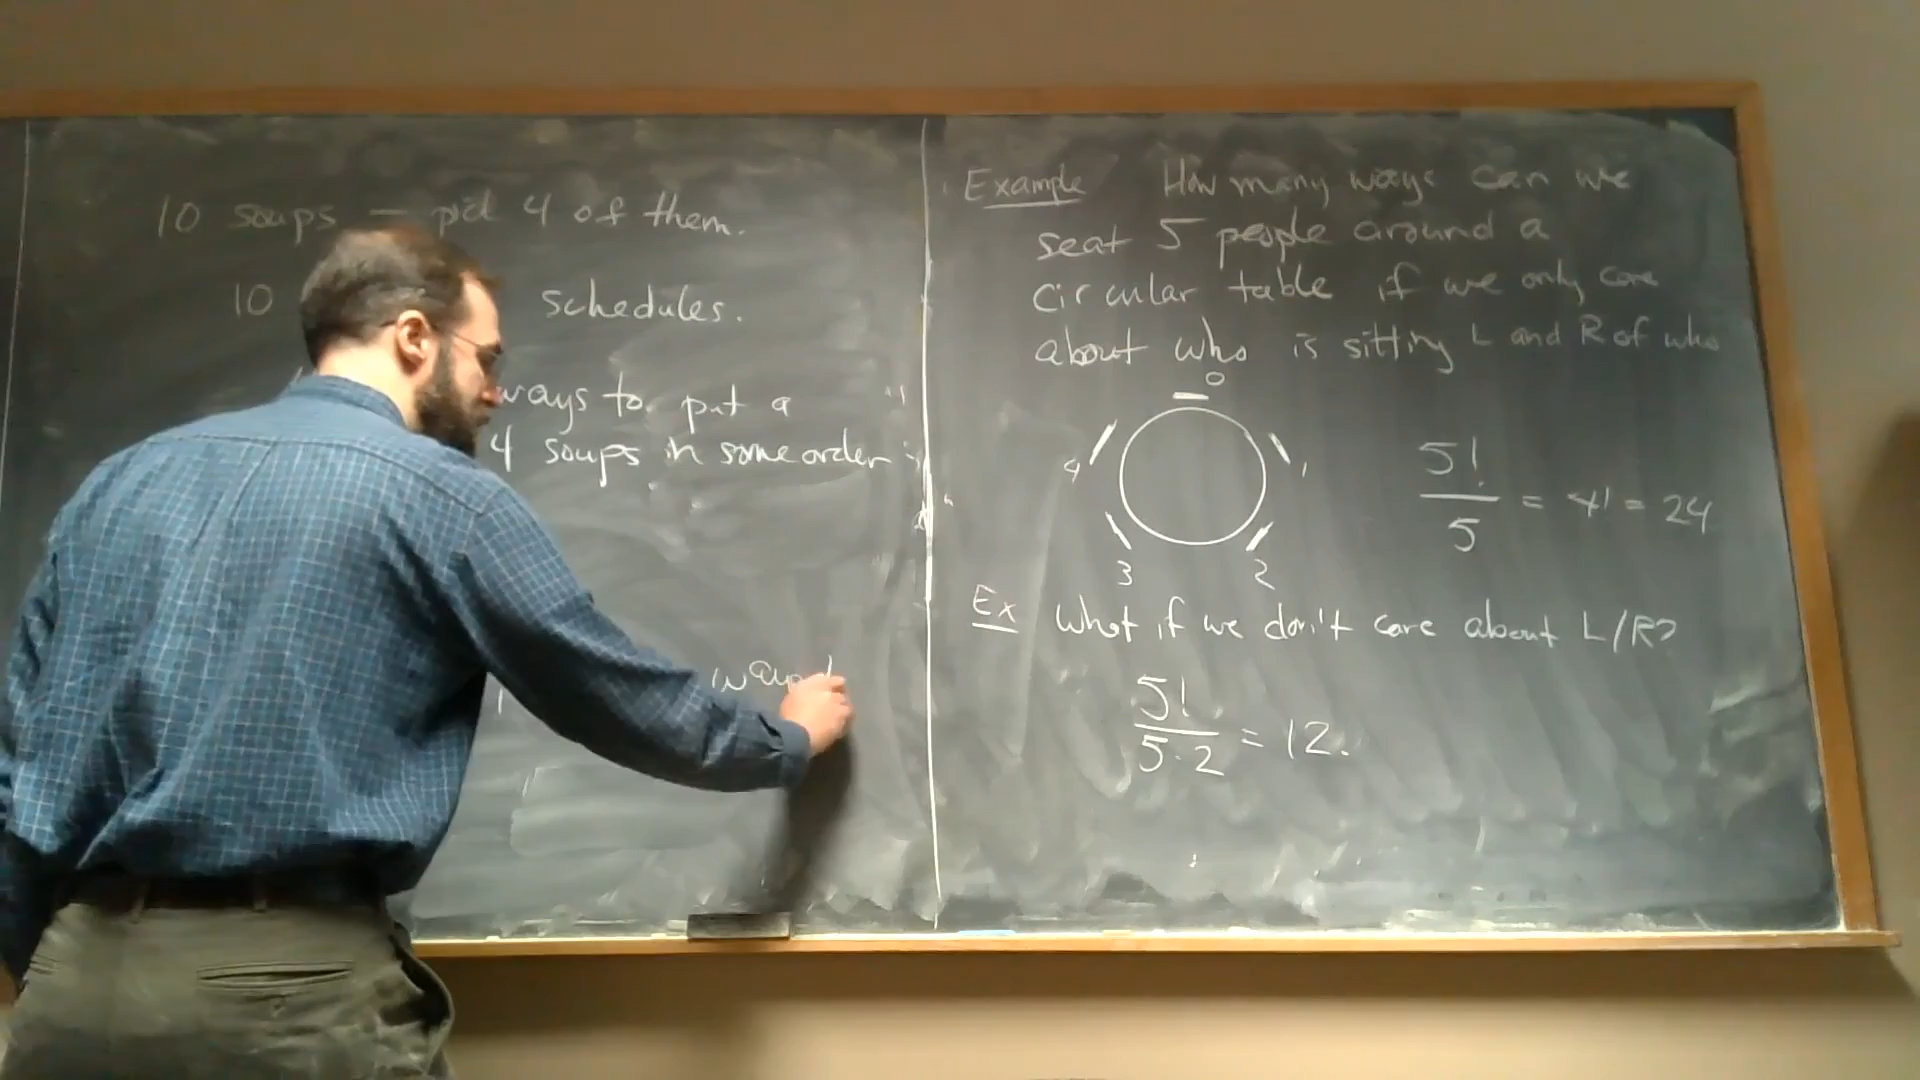 10 soups - pick 4 of them.
10 schedules.
ways to put a
4 soups in some order
Example How many ways can we
seat 5 people around a
circular table if we only care
about who is sitting L and R of who
0
4 1
3 2
5!
5
= 4! = 24
Ex What if we don't care about L/R?
5!
5·2
= 12.